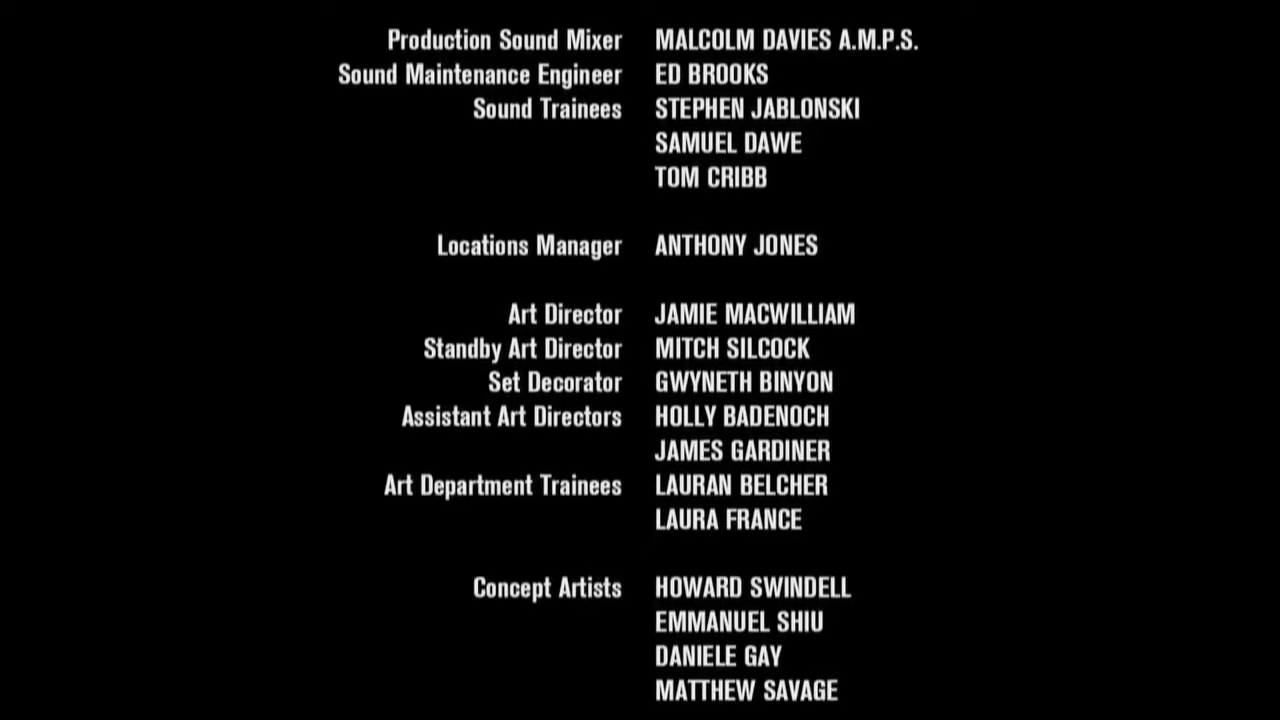 Production Sound Mixer MALCOLM DAVIES A.M.P.S.
Sound Maintenance Engineer ED BROOKS
Sound Trainees STEPHEN JABLONSKI
SAMUEL DAWE
TOM CRIBB
Locations Manager ANTHONY JONES
Art Director JAMIE MACWILLIAM
Standby Art Director MITCH SILCOCK
Set Decorator GWYNETH BINYON
Assistant Art Directors HOLLY BADENOCH
JAMES GARDINER
Art Department Trainees LAURAN BELCHER
LAURA FRANCE
Concept Artists HOWARD SWINDELL
EMMANUEL SHIU
DANIELE GAY
MATTHEW SAVAGE